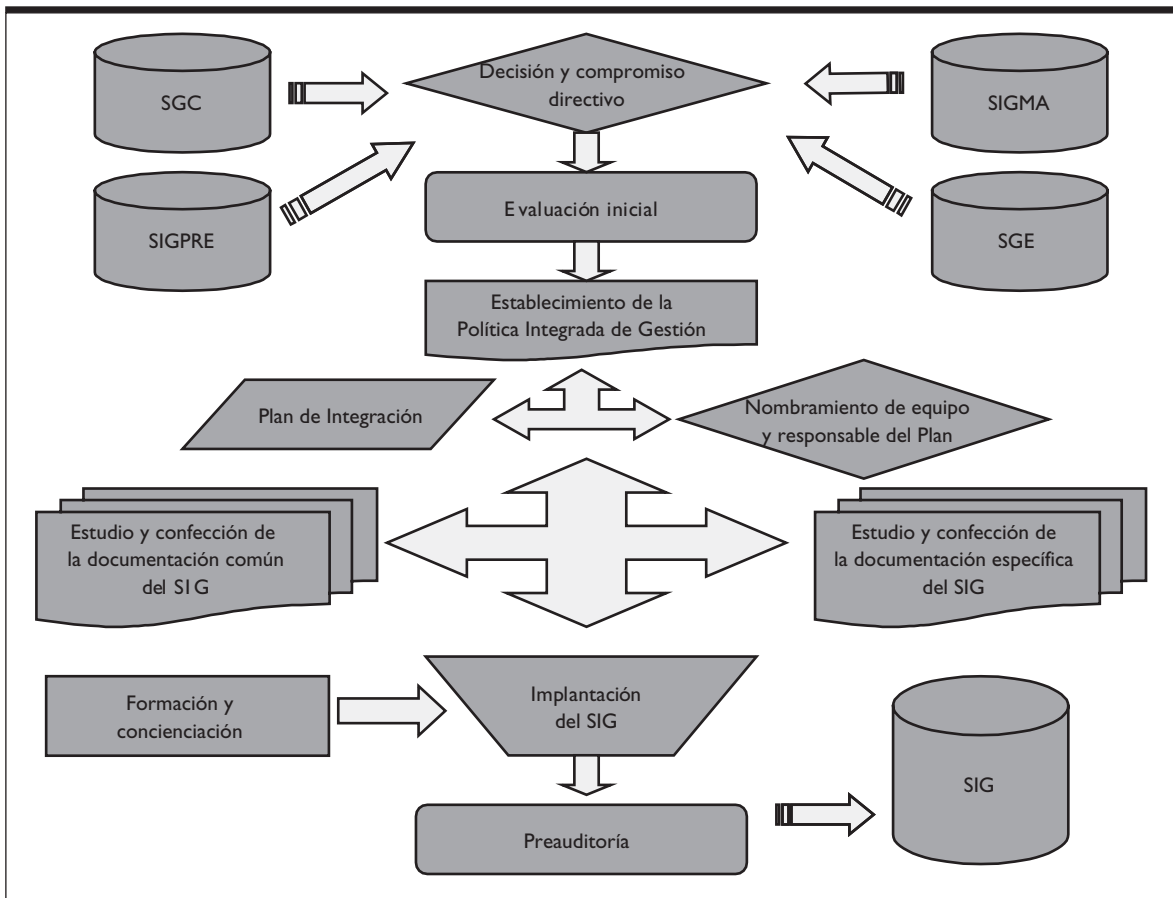 SGC
Decisión y compromiso
directivo
SIGMA
SIGPRE
Evaluación inicial
SGE
Establecimiento de la
Política Integrada de Gestión
Plan de Integración
Nombramiento de equipo
y responsable del Plan
Estudio y confección de
la documentación común
del SIG
Estudio y confección de
la documentación específica
del SIG
Formación y
concienciación
Implantación
del SIG
SIG
Preauditoría